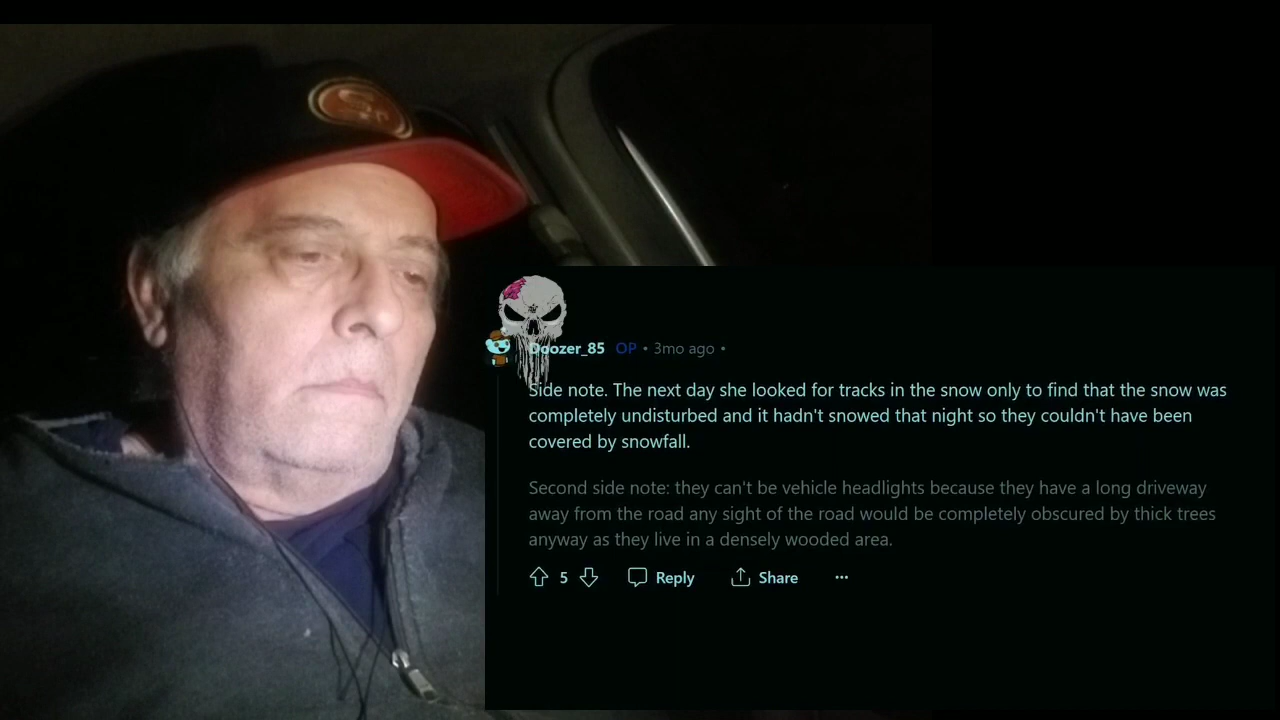 Doozer_85 OP • 3mo ago •
Side note. The next day she looked for tracks in the snow only to find that the snow was
completely undisturbed and it hadn't snowed that night so they couldn't have been
covered by snowfall.
Second side note: they can't be vehicle headlights because they have a long driveway
away from the road any sight of the road would be completely obscured by thick trees
anyway as they live in a densely wooded area.
5 Reply Share ···